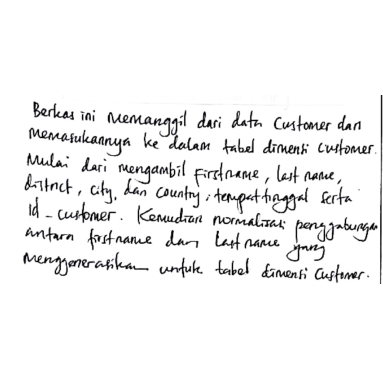 Berkas ini memanggil dari data Customer dan
memasukannya ke dalam tabel dimensi Customer.
Mulai dari mengambil firstname, last name,
district, city, dan country, tempat tinggal serta
Id_customer. Kemudian normalisasi penggabungan
antara firstname dan lastname yang
menggenerasikan untuk tabel dimensi Customer.